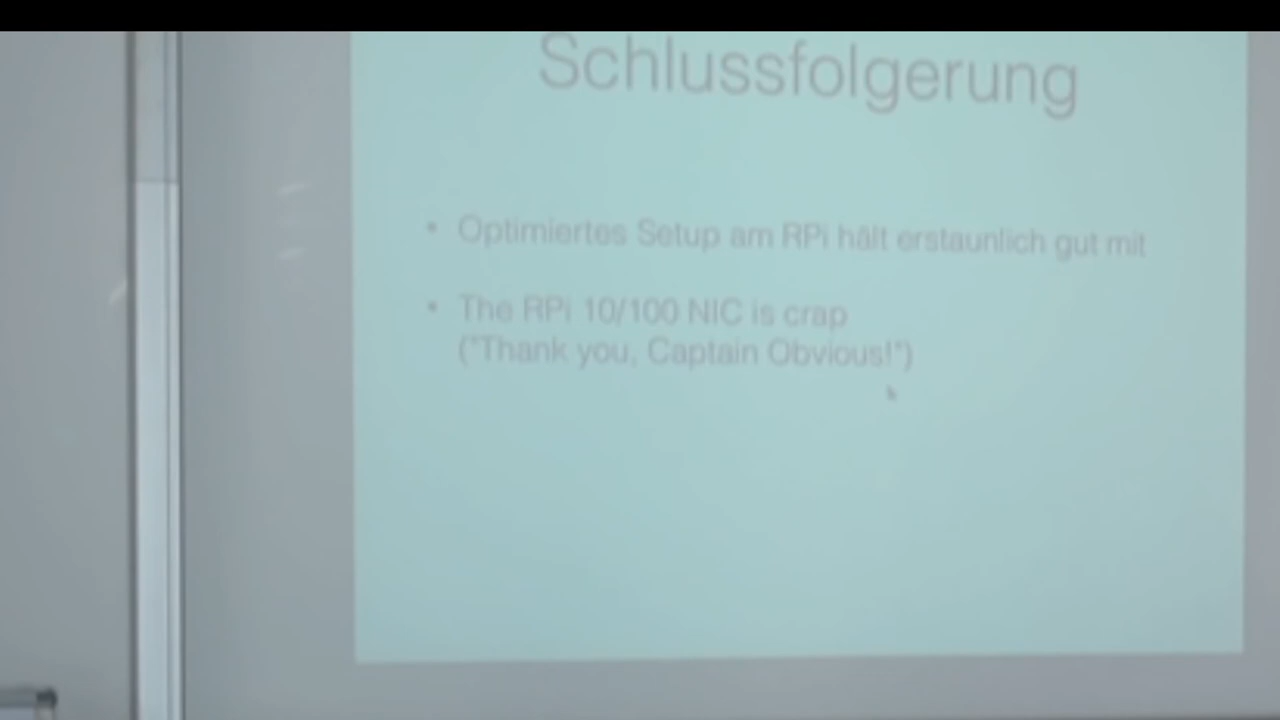 Schlussfolgerung
• Optimiertes Setup am RPi hält erstaunlich gut mit
• The RPi 10/100 NIC is crap
("Thank you, Captain Obvious!")